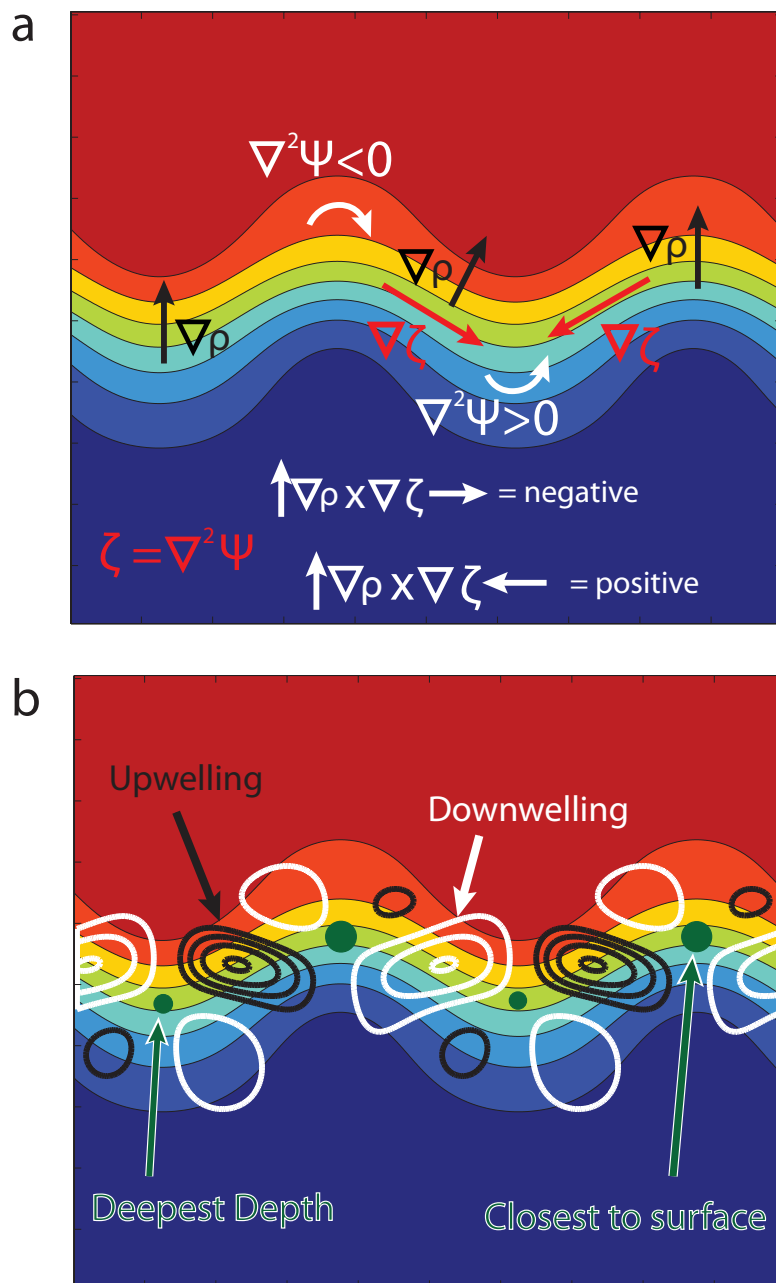 a
∇²Ψ<0
∇ρ
∇ρ
∇ρ
∇ζ
∇ζ
∇²Ψ>0
∇ρ x ∇ζ = negative
ζ = ∇²Ψ
∇ρ x ∇ζ = positive
b
Upwelling
Downwelling
Deepest Depth
Closest to surface